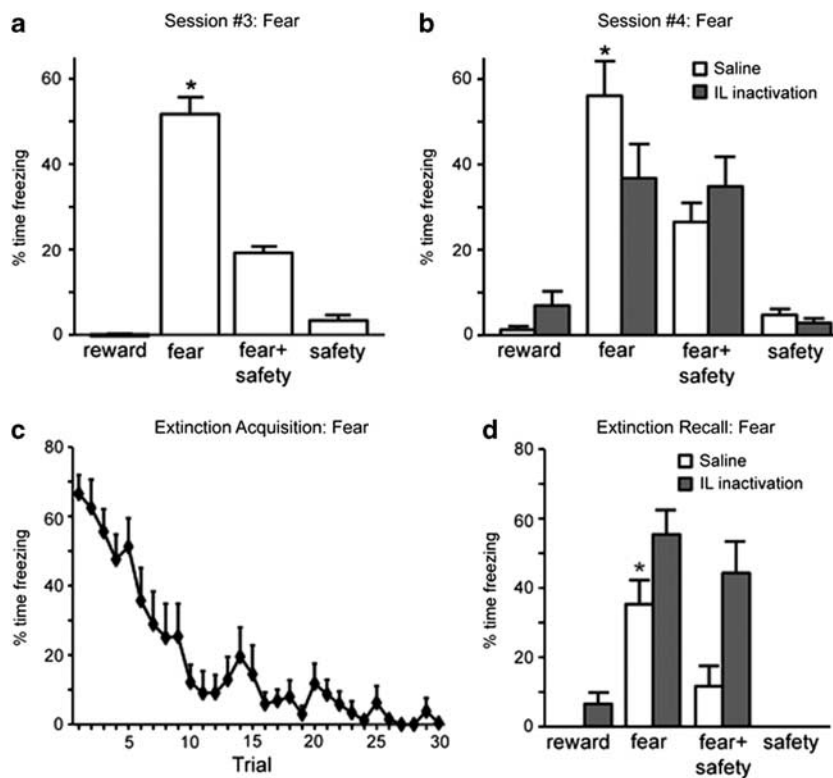 a
Session #3: Fear
% time freezing
60
40
20
0
*
reward
fear
fear+
safety
safety
b
Session #4: Fear
% time freezing
60
40
20
0
*
Saline
IL inactivation
reward
fear
fear+
safety
safety
c
Extinction Acquisition: Fear
% time freezing
80
60
40
20
0
5
10
15
20
25
30
Trial
d
Extinction Recall: Fear
% time freezing
80
60
40
20
0
*
Saline
IL inactivation
reward
fear
fear+
safety
safety